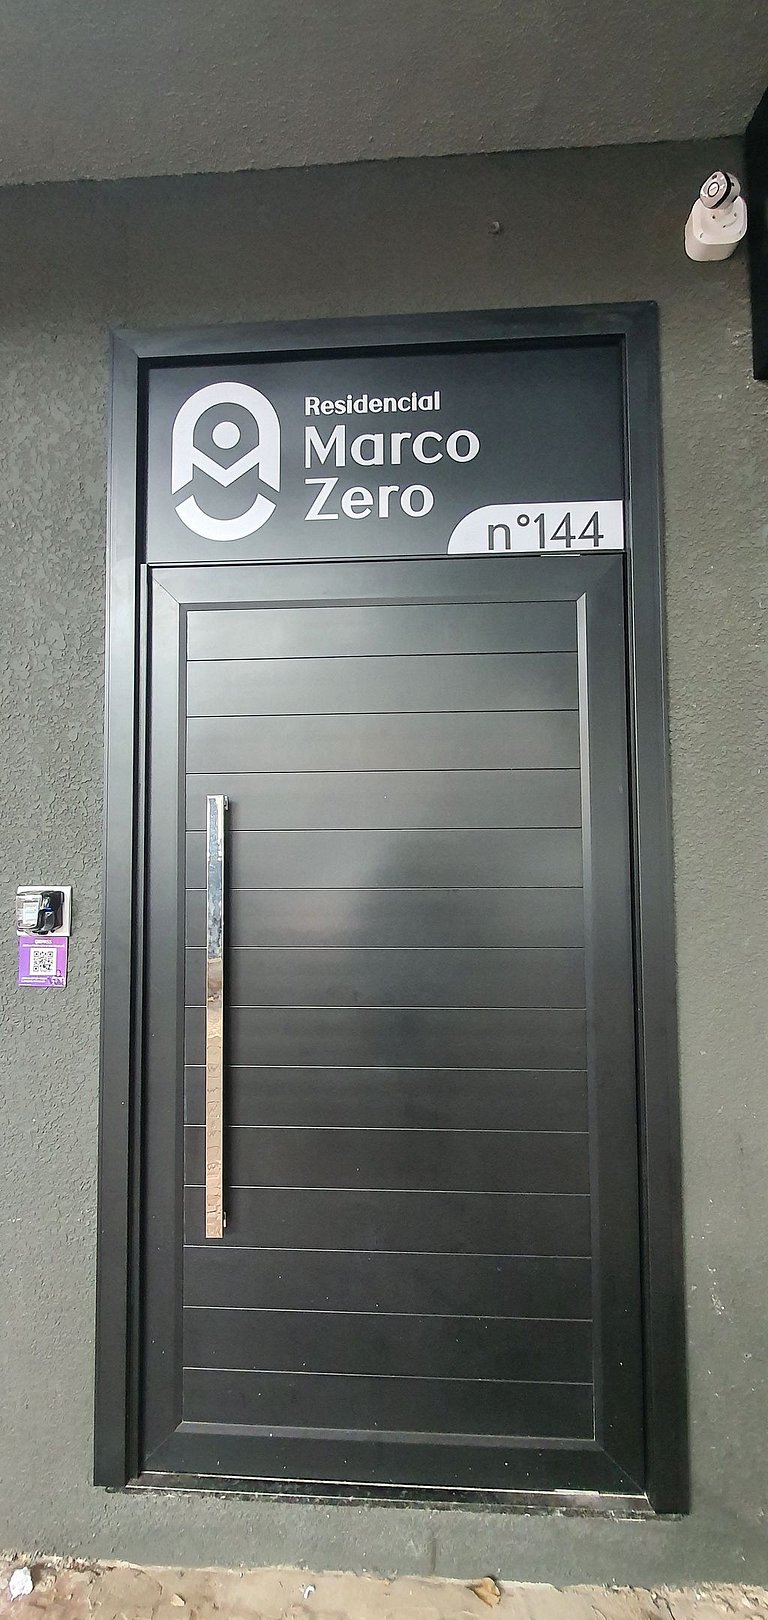 Residencial
Marco
Zero
n°144